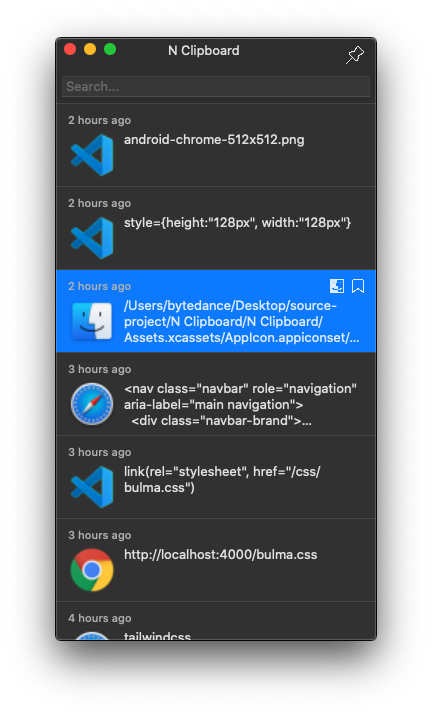 N Clipboard
Search...
2 hours ago
android-chrome-512x512.png
2 hours ago
style={height:"128px", width:"128px"}
2 hours ago
/Users/bytedance/Desktop/source-
project/N Clipboard/N Clipboard/
Assets.xcassets/AppIcon.appiconset/...
3 hours ago
<nav class="navbar" role="navigation"
aria-label="main navigation">
<div class="navbar-brand">...
3 hours ago
link(rel="stylesheet", href="/css/
bulma.css")
3 hours ago
http://localhost:4000/bulma.css
4 hours ago
tailwindcss